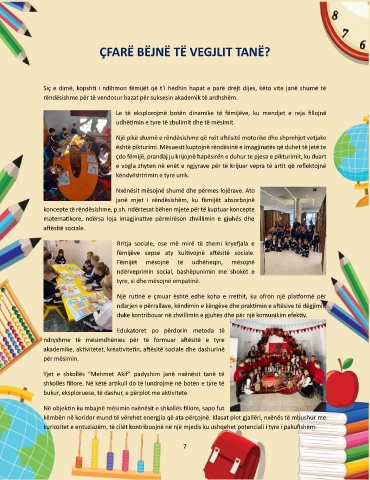 ÇFARË BËJNË TË VEGJLIT TANË?
Siç e dimë, kopshti i ndihmon fëmijët që t'i hedhin hapat e parë drejt dijes, këto vite janë shumë të
rëndësishme për të vendosur bazat për suksesin akademik të ardhshëm.
Le të eksplorojmë botën dinamike të fëmijëve, ku mendjet e reja fillojnë
udhëtimin e tyre të zbulimit dhe të mësimit.
Një pikë shumë e rëndësishme që nxit aftësitë motorike dhe shprehjet vetjake
është pikturimi. Mësuesit kuptojnë rëndësinë e imagjinatës që duhet të jetë te
çdo fëmijë, prandaj ju krijojnë hapësirën e duhur te pjesa e pikturimit, ku duart
e vogla zhyten në enët e ngjyrave për të krijuar vepra të artit që reflektojnë
këndvështrimin e tyre unik.
Nxënësit mësojnë shumë dhe përmes lojërave. Ato
janë mjet i rëndësishëm, ku fëmijët absorbojnë
koncepte të rëndësishme, p.sh. ndërtesat bëhen mjete për të kuptuar koncepte
matematikore, ndërsa loja imagjinative përmirëson zhvillimin e gjuhës dhe
aftësitë sociale.
Rritja sociale, ose më mirë të themi kryefjala e
fëmijëve sepse aty kultivojnë aftësitë sociale.
Fëmijët mësojnë të udhëheqin, mësojnë
ndërveprimin social, bashkëpunimin me shokët e
tyre, si dhe mësojnë empatinë.
Një rutinë e çmuar është edhe koha e rrethit, ku ofron një platformë për
ndarjen e përrallave, këndimin e këngëve dhe praktimin e aftësive të dëgjimit
duke kontribuar në zhvillimin e gjuhës dhe për një komunikim efektiv.
Edukatoret po përdorin metoda të
ndryshme të mësimdhënies për të formuar aftësitë e tyre
akademike, aktivitetet, kreativitetin, aftësitë sociale dhe dashurinë
për mësimin.
Yjet e shkollës "Mehmet Akif" padyshim janë nxënësit tanë të
shkollës fillore. Në këtë artikull do të lundrojmë në botën e tyre të
bukur, eksploruese, të dashur, e përplot me aktivitete.
Në objektin ku mbajnë mësimin nxënësit e shkollës fillore, sapo fut
këmbën në koridor mund të vërehet energjia që ata përçojnë. Klasat plot gjallëri, nxënës të mbushur me
kuriozitet e entuziazëm, të cilët kontribuojnë në një mjedis ku ushqehet potenciali i tyre i pakufishëm.
7
8
7
6